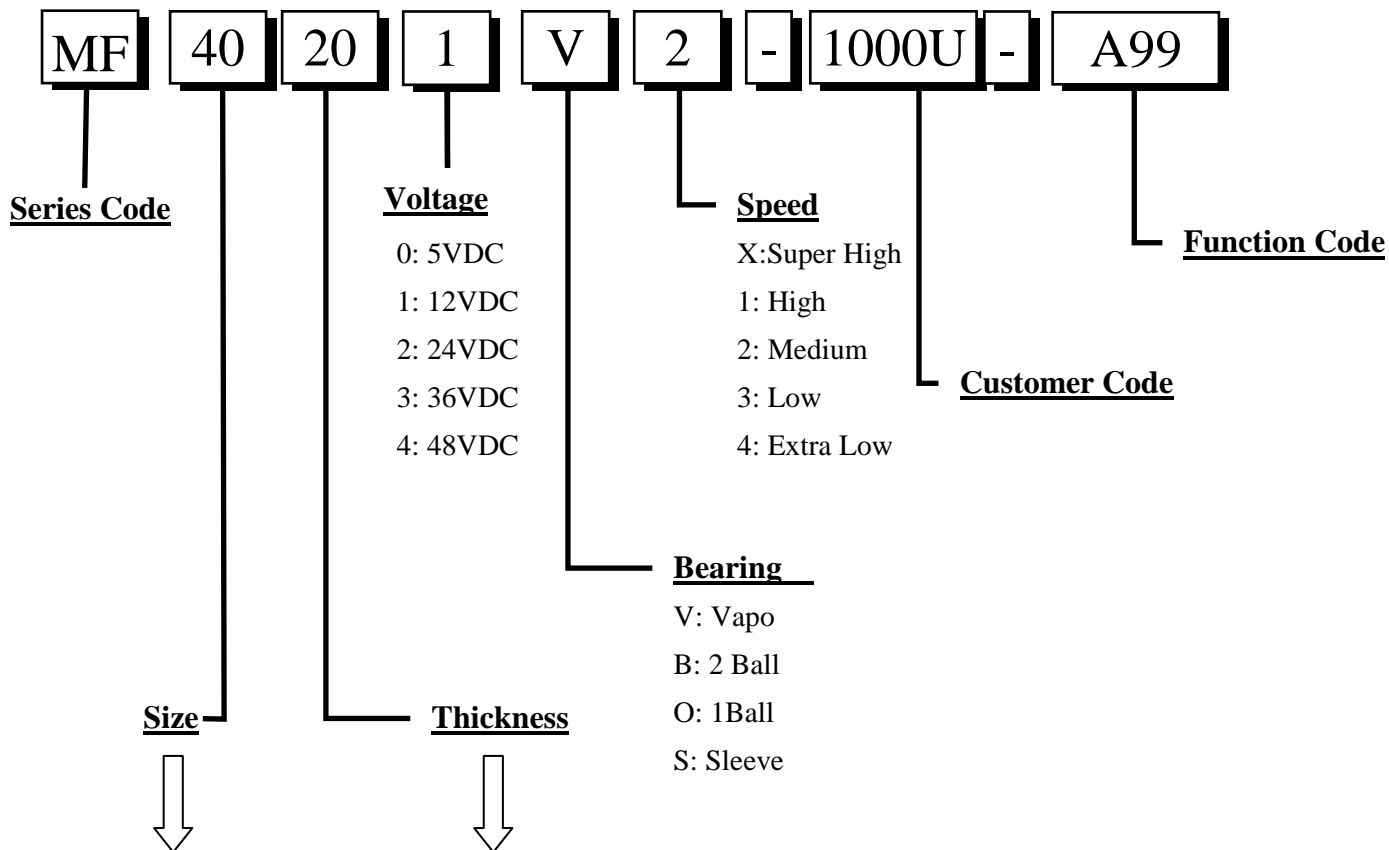 MF 40 20 1 V 2 - 1000U - A99
Series Code
Voltage
0: 5VDC
1: 12VDC
2: 24VDC
3: 36VDC
4: 48VDC
Speed
X:Super High
1: High
2: Medium
3: Low
4: Extra Low
Function Code
Customer Code
Bearing
V: Vapo
B: 2 Ball
O: 1Ball
S: Sleeve
Size
Thickness